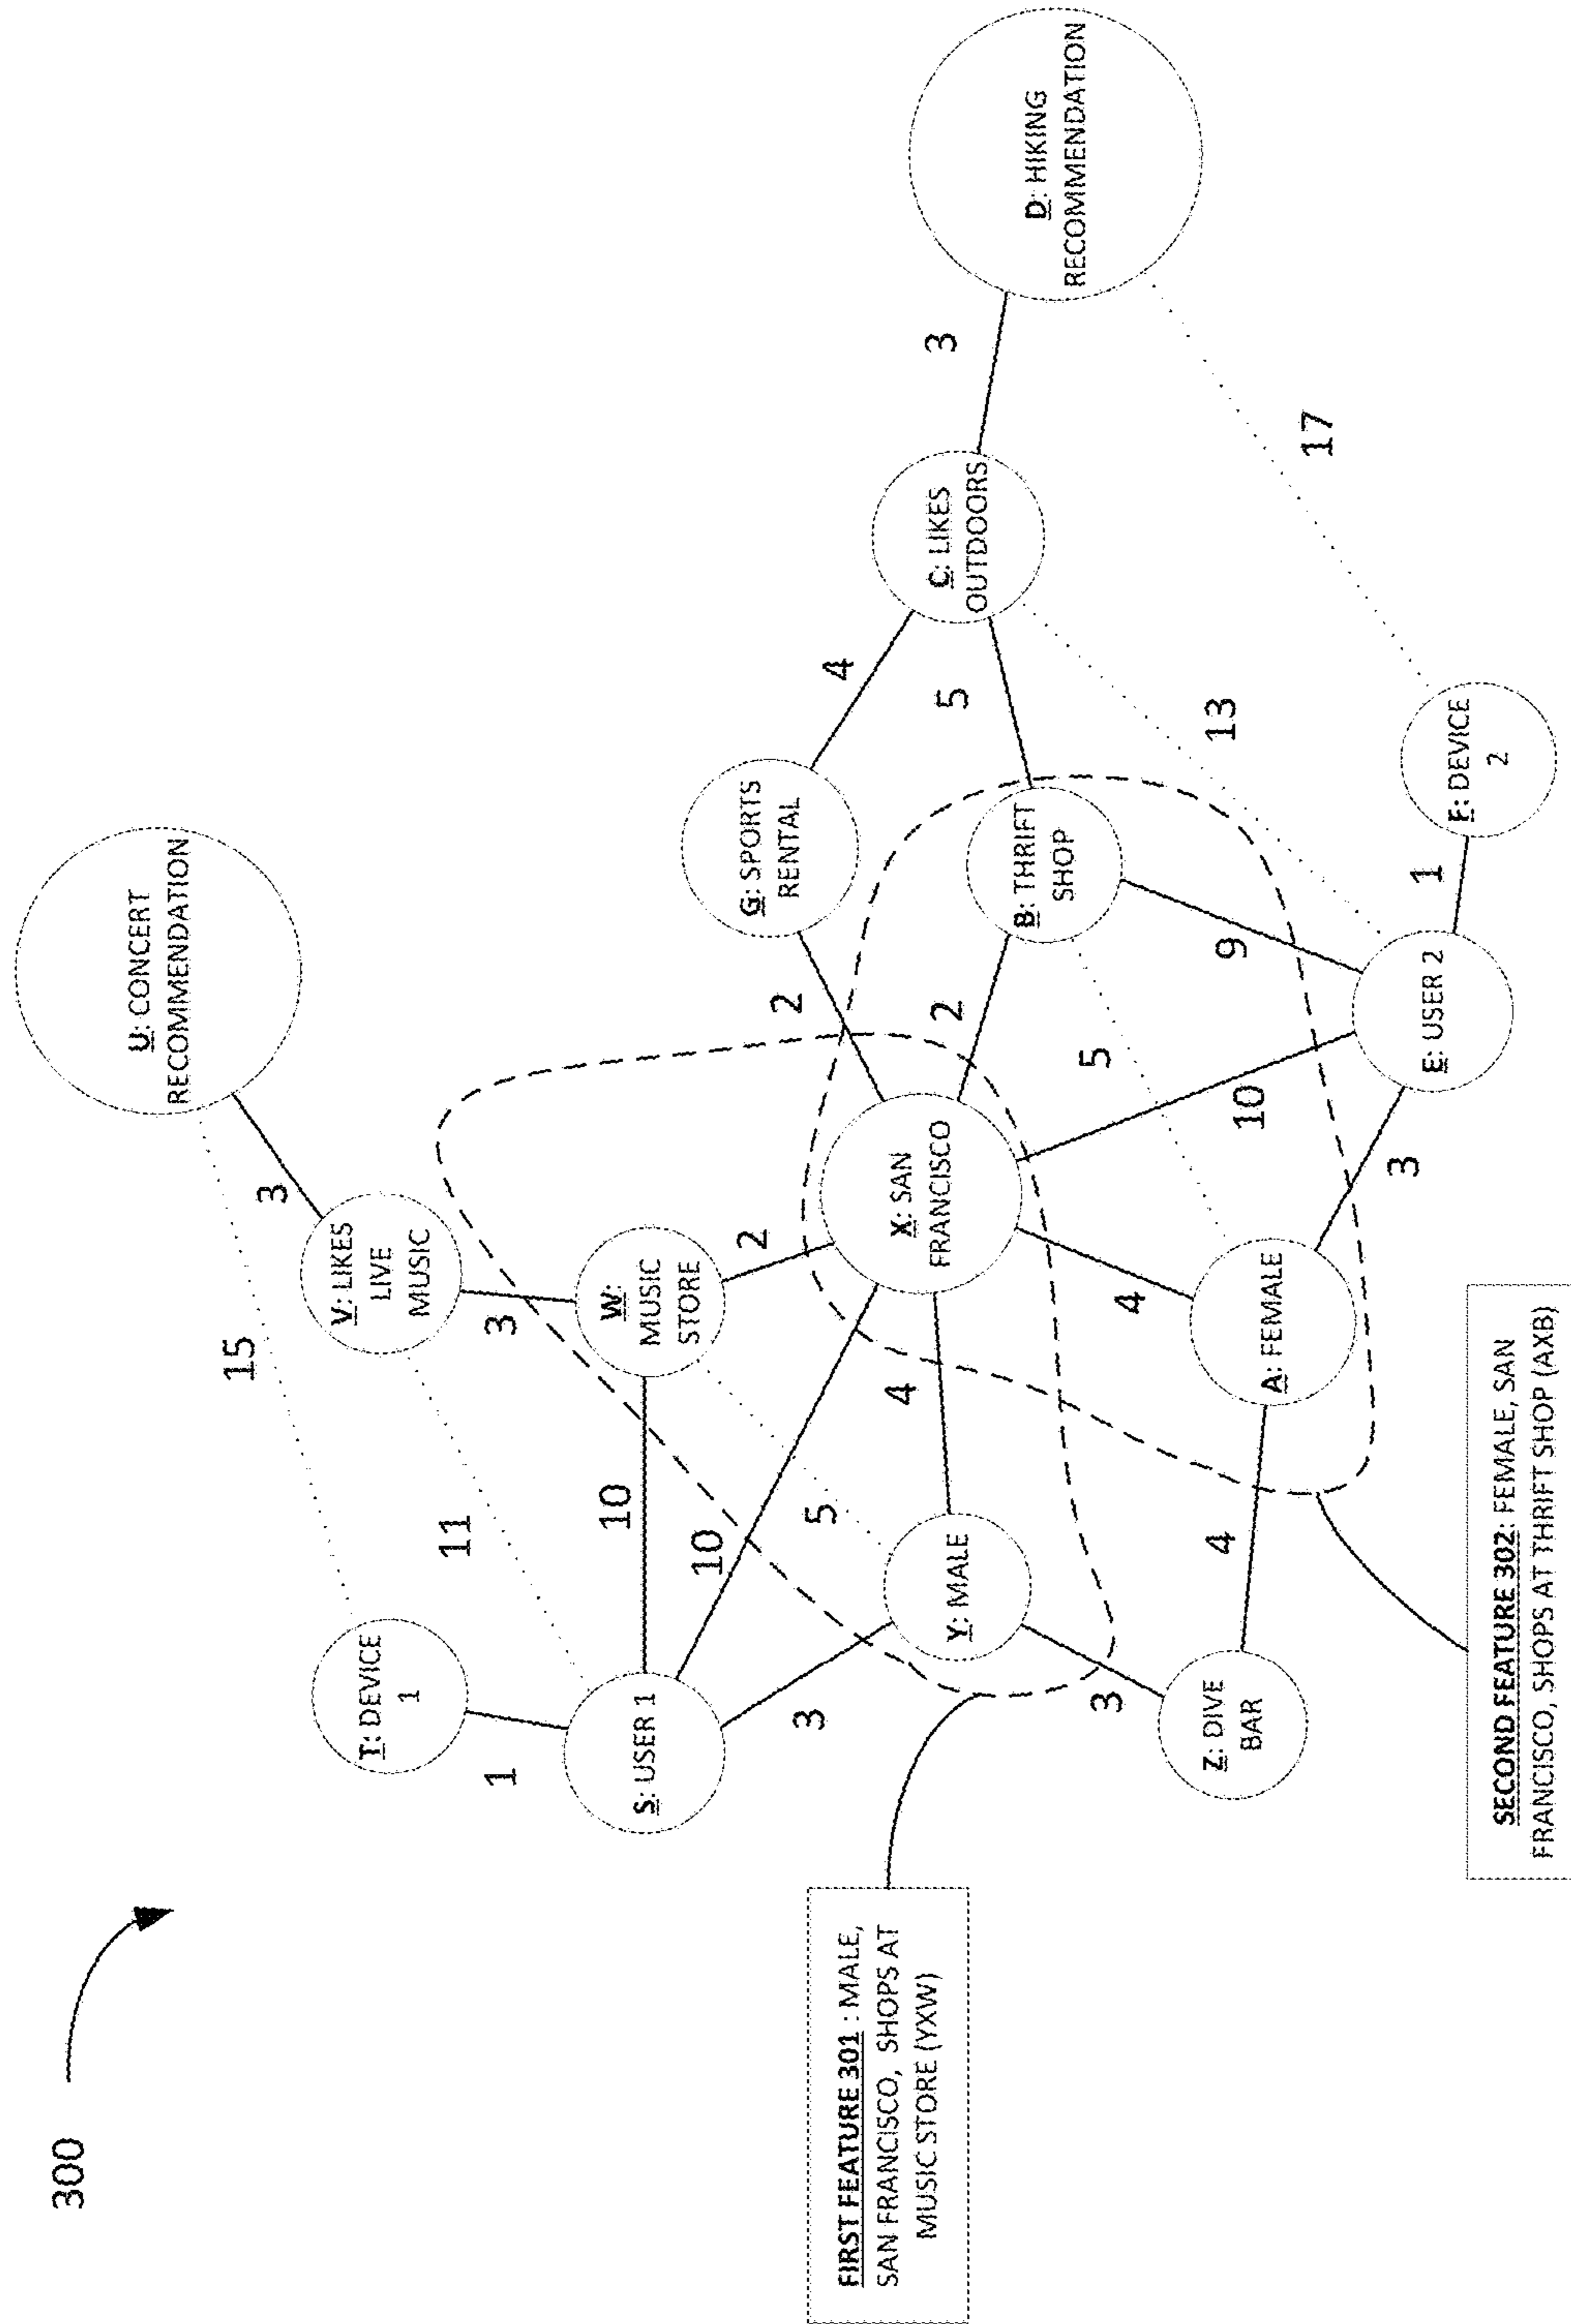 300
U: CONCERT
RECOMMENDATION
15
3
T: DEVICE
1
V: LIKES
LIVE
MUSIC
11
1
3
10
S: USER 1
W:
MUSIC
STORE
10
2
G: SPORTS
RENTAL
2
3
5
4
FIRST FEATURE 301 : MALE,
SAN FRANCISCO, SHOPS AT
MUSIC STORE (YXW)
4
X: SAN
FRANCISCO
2
5
C: LIKES
OUTDOORS
3
Y: MALE
B: THRIFT
SHOP
D: HIKING
RECOMMENDATION
5
3
4
Z: DIVE
BAR
4
9
13
10
A: FEMALE
17
3
1
E: USER 2
F: DEVICE
2
SECOND FEATURE 302: FEMALE, SAN
FRANCISCO, SHOPS AT THRIFT SHOP (AXB)